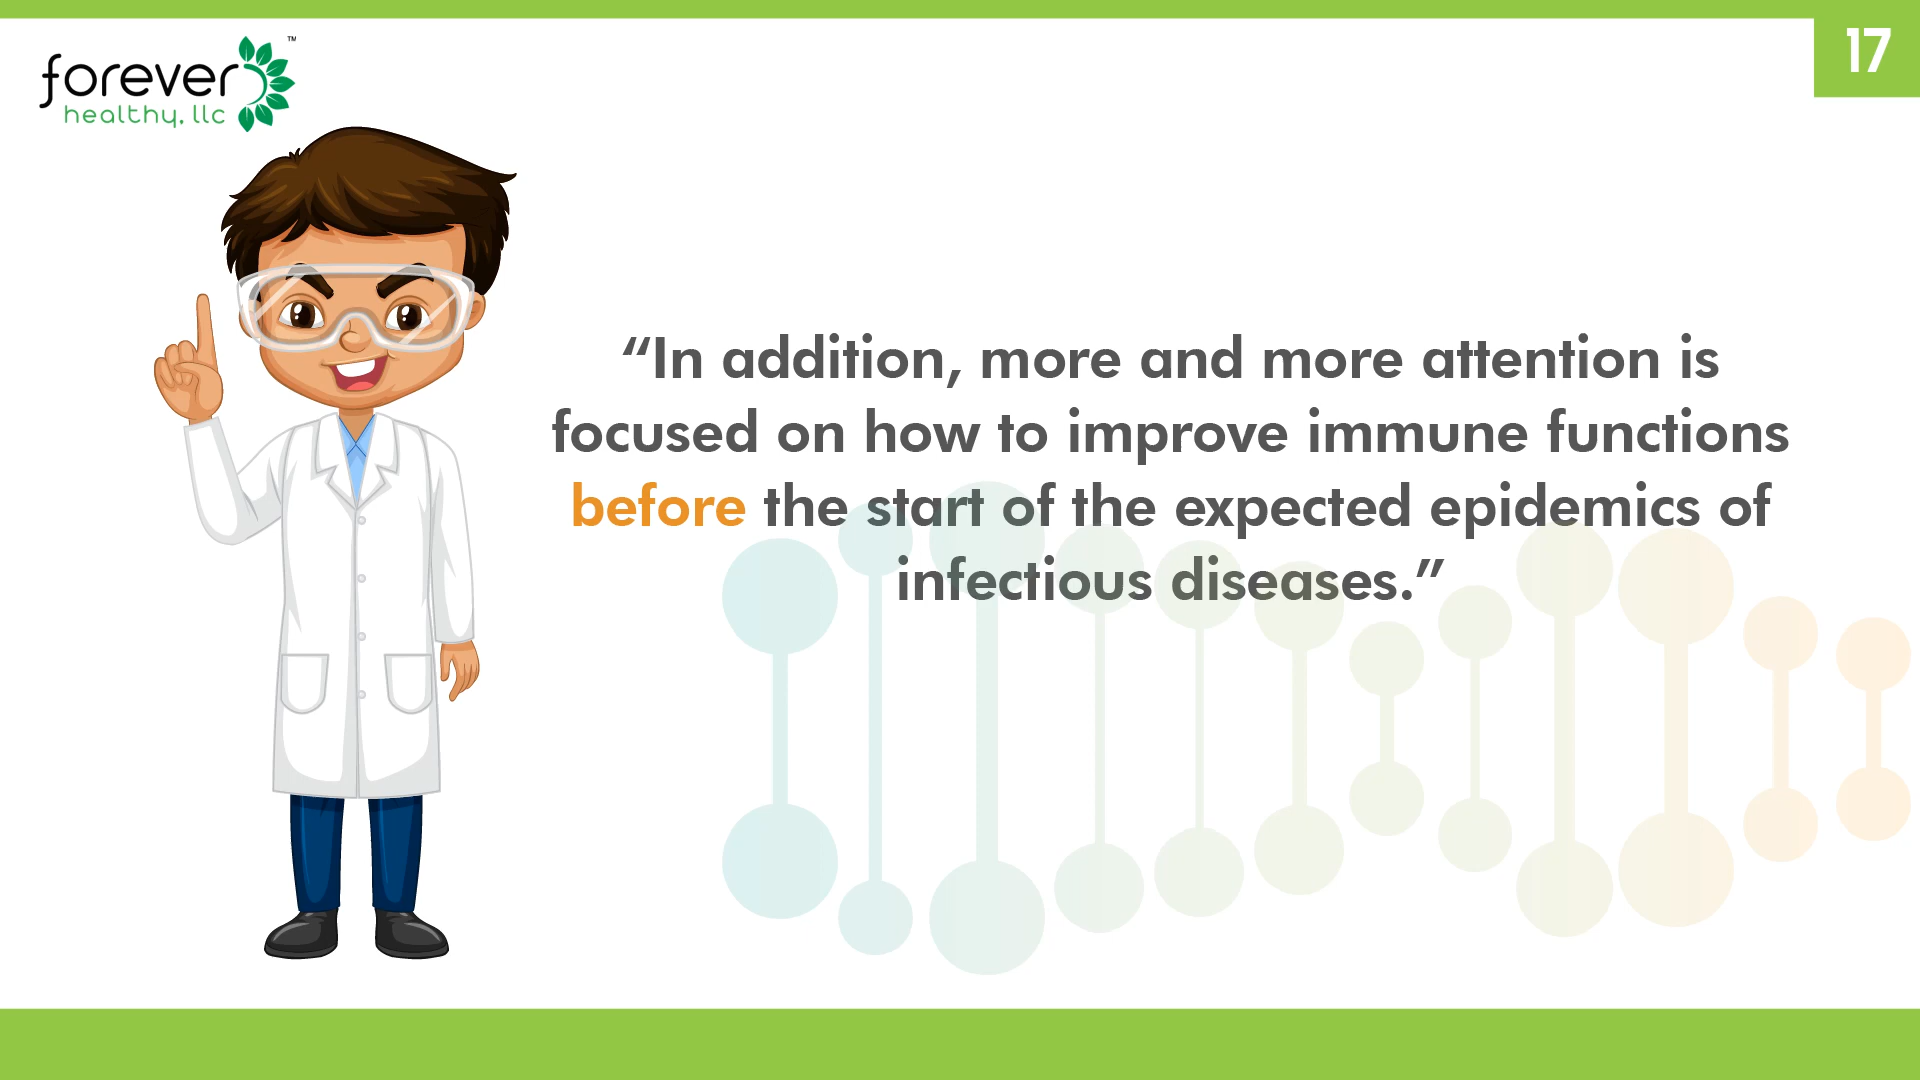 forever™
healthy, llc
17
“In addition, more and more attention is
focused on how to improve immune functions
before the start of the expected epidemics of
infectious diseases.”